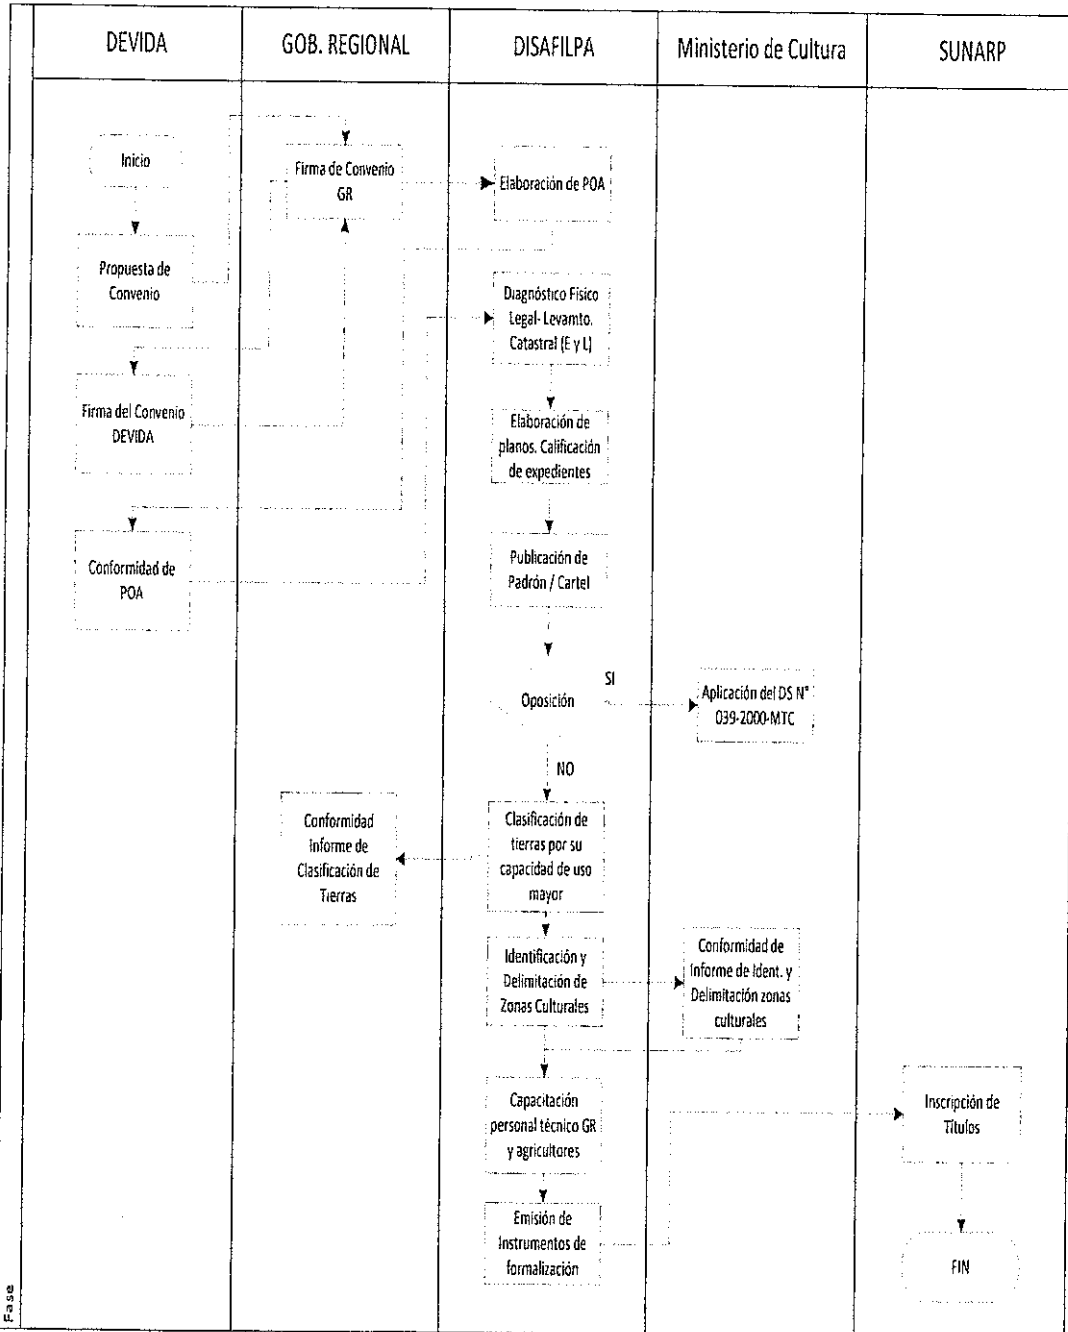 DEVIDA
GOB. REGIONAL
DISAFILPA
Ministerio de Cultura
SUNARP
Inicio
Firma de Convenio
GR
Elaboración de POA
Propuesta de
Convenio
Diagnóstico Físico
Legal- Levamto.
Catastral (E y L)
Firma del Convenio
DEVIDA
Elaboración de
planos. Calificación
de expedientes
Conformidad de
POA
Publicación de
Padrón / Cartel
Oposición
SI
Aplicación del DS N°
039-2000-MTC
NO
Conformidad
Informe de
Clasificación de
Tierras
Clasificación de
tierras por su
capacidad de uso
mayor
Identificación y
Delimitación de
Zonas Culturales
Conformidad de
Informe de Ident. y
Delimitación zonas
culturales
Capacitación
personal técnico GR
y agricultores
Inscripción de
Títulos
Emisión de
Instrumentos de
formalización
FIN
Fase